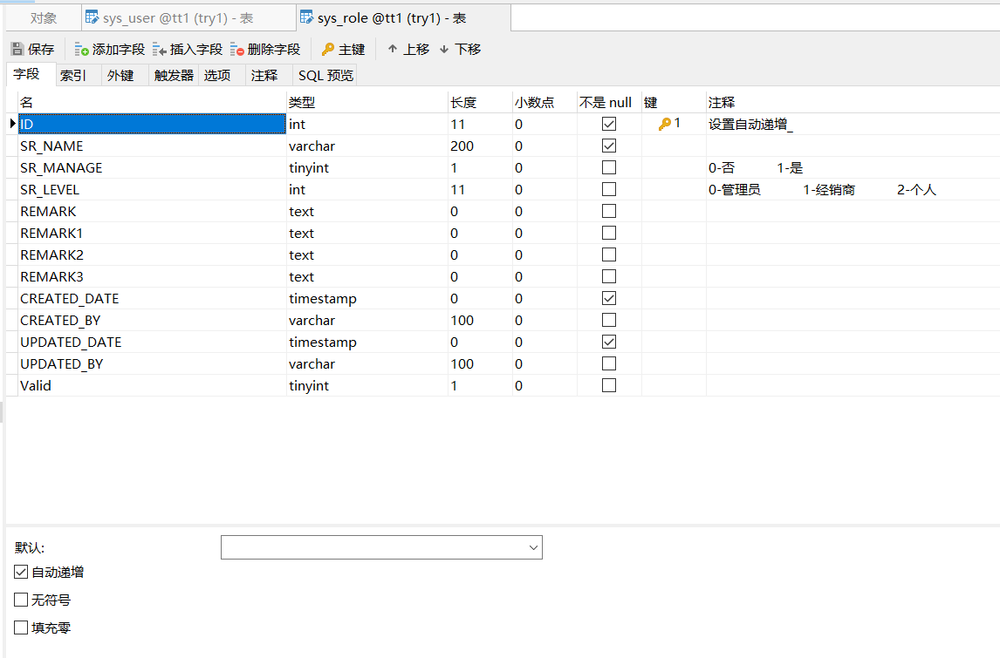 对象 sys_user @tt1 (try1) - 表 sys_role @tt1 (try1) - 表
保存 添加字段 插入字段 删除字段 主键 上移 下移
字段 索引 外键 触发器 选项 注释 SQL 预览
名 类型 长度 小数点 不是 null 键 注释
ID int 11 0 1 设置自动递增_
SR_NAME varchar 200 0
SR_MANAGE tinyint 1 0 0-否 1-是
SR_LEVEL int 11 0 0-管理员 1-经销商 2-个人
REMARK text 0 0
REMARK1 text 0 0
REMARK2 text 0 0
REMARK3 text 0 0
CREATED_DATE timestamp 0 0
CREATED_BY varchar 100 0
UPDATED_DATE timestamp 0 0
UPDATED_BY varchar 100 0
Valid tinyint 1 0
默认:
自动递增
无符号
填充零